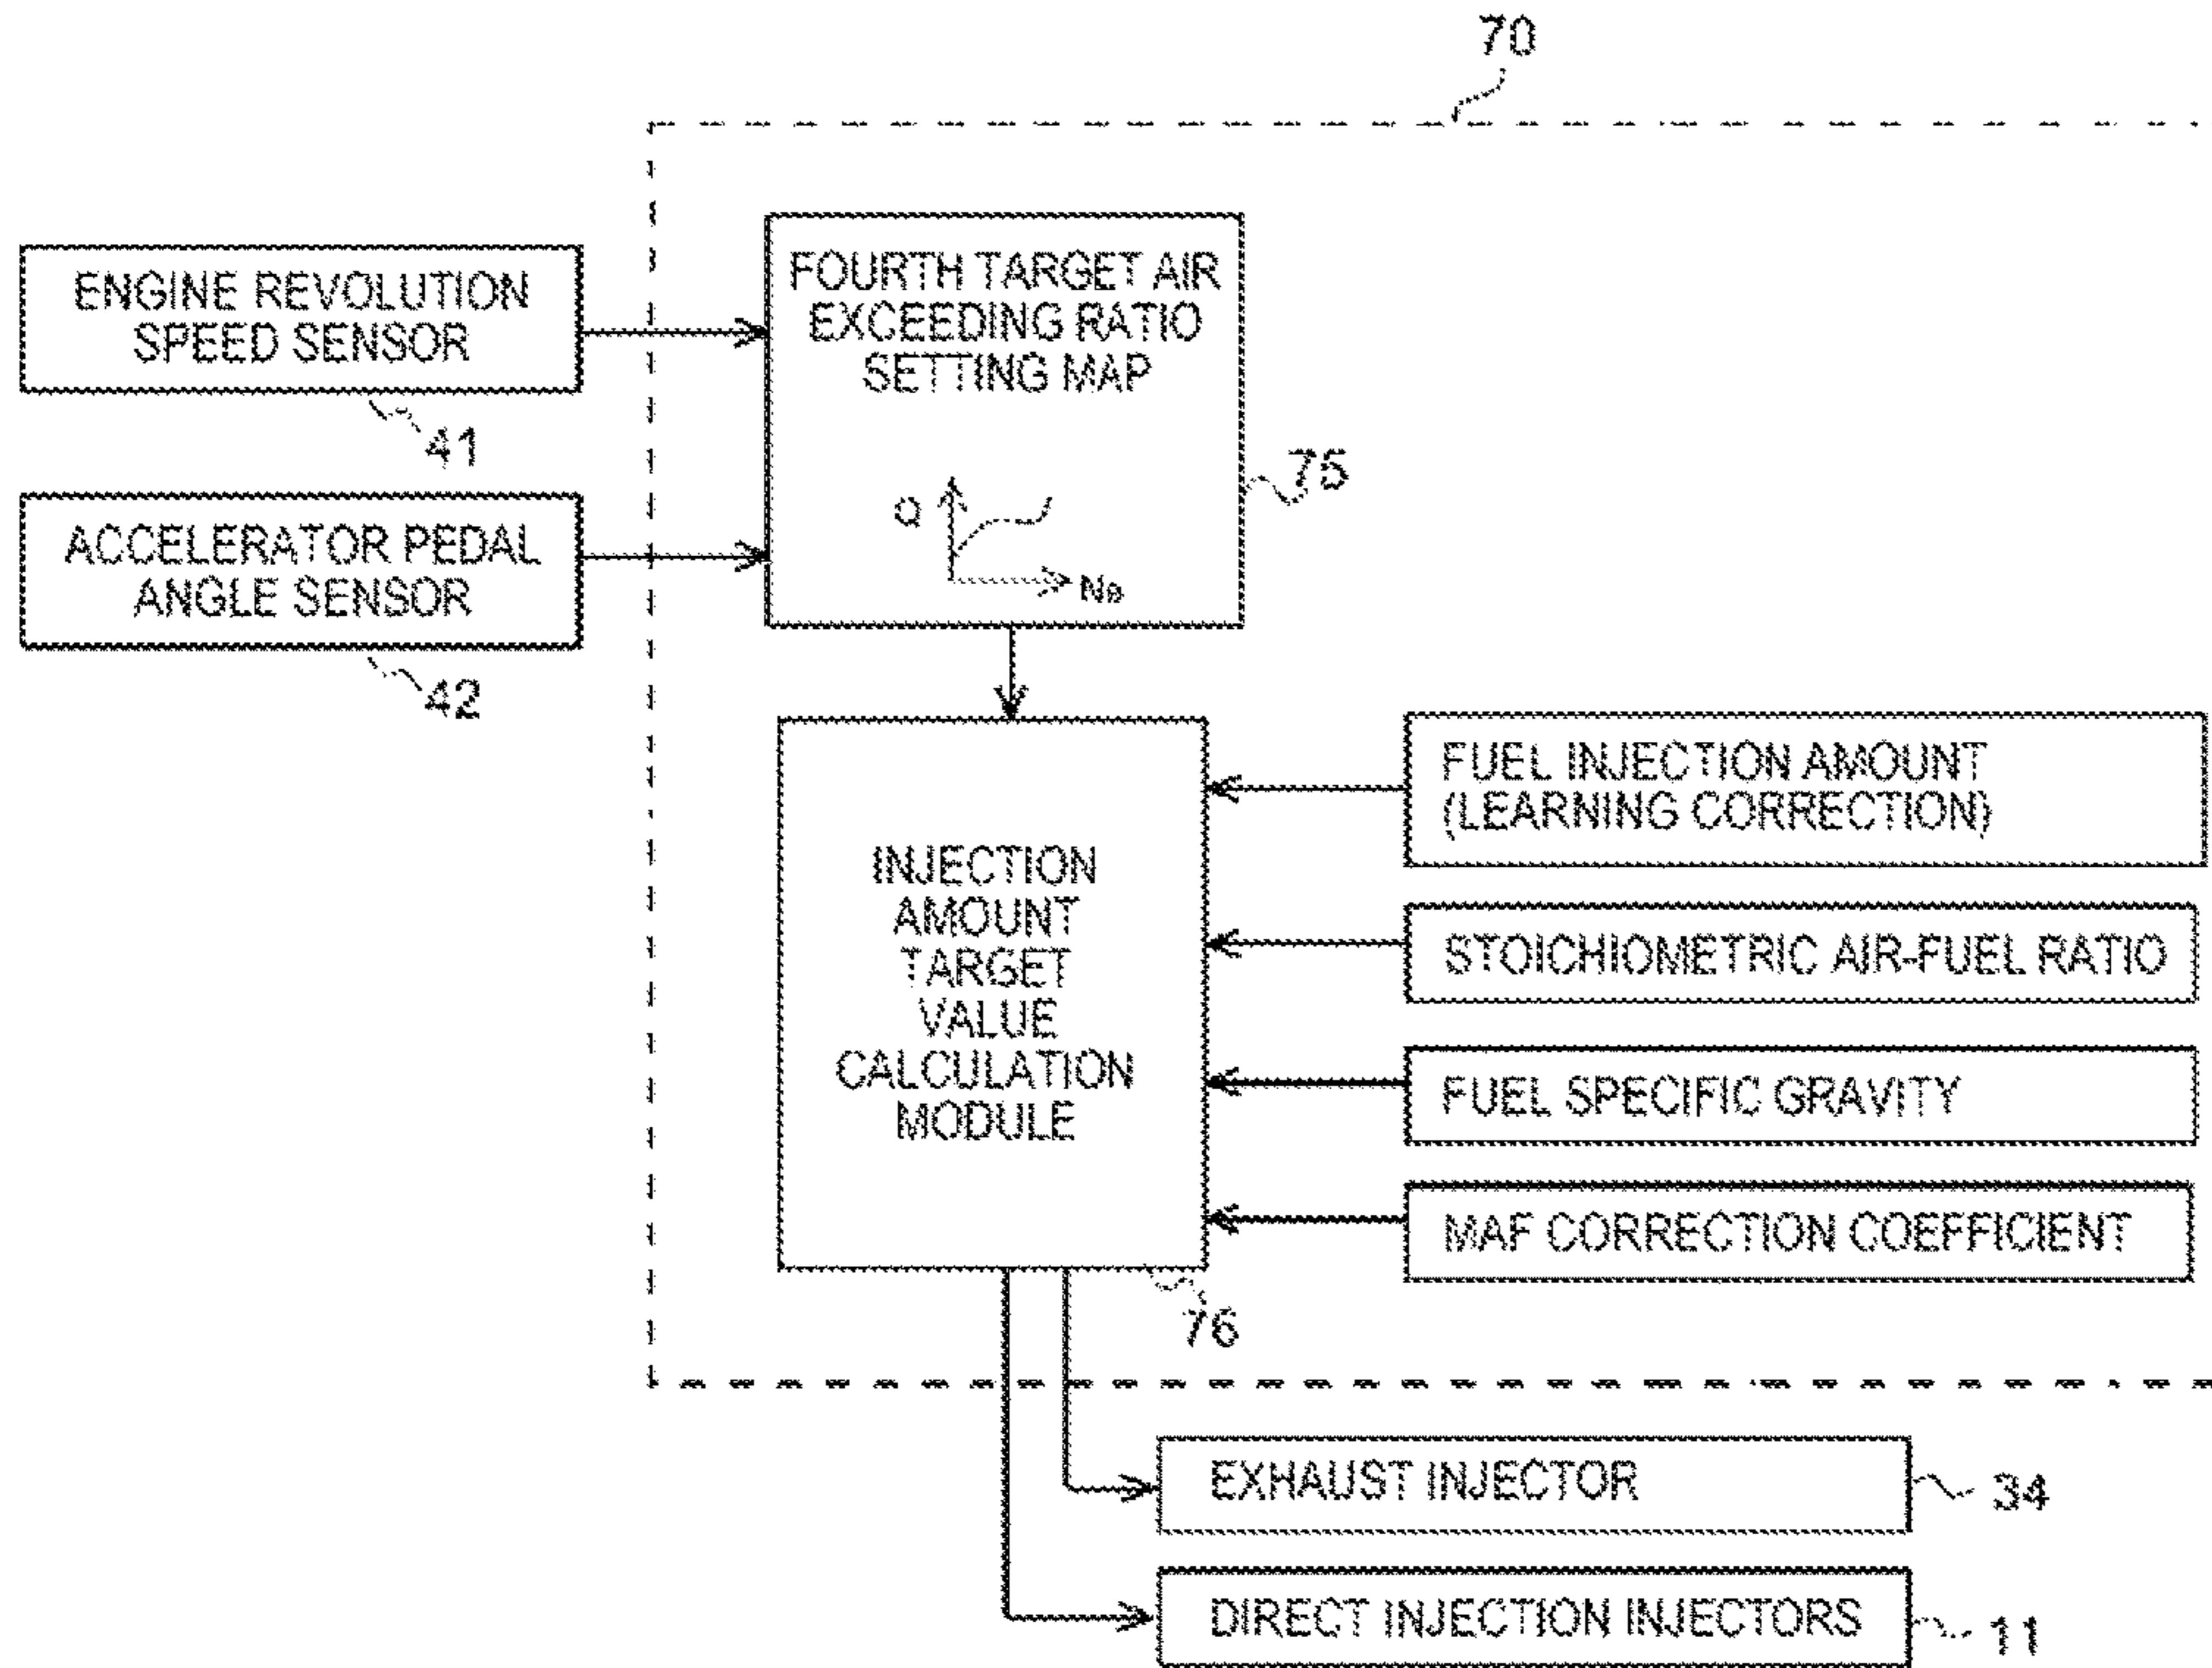 70
ENGINE REVOLUTION
SPEED SENSOR
41
ACCELERATOR PEDAL
ANGLE SENSOR
42
FOURTH TARGET AIR
EXCEEDING RATIO
SETTING MAP
Q
Ne
75
INJECTION
AMOUNT
TARGET
VALUE
CALCULATION
MODULE
76
FUEL INJECTION AMOUNT
(LEARNING CORRECTION)
STOICHIOMETRIC AIR-FUEL RATIO
FUEL SPECIFIC GRAVITY
MAF CORRECTION COEFFICIENT
EXHAUST INJECTOR
34
DIRECT INJECTION INJECTORS
11